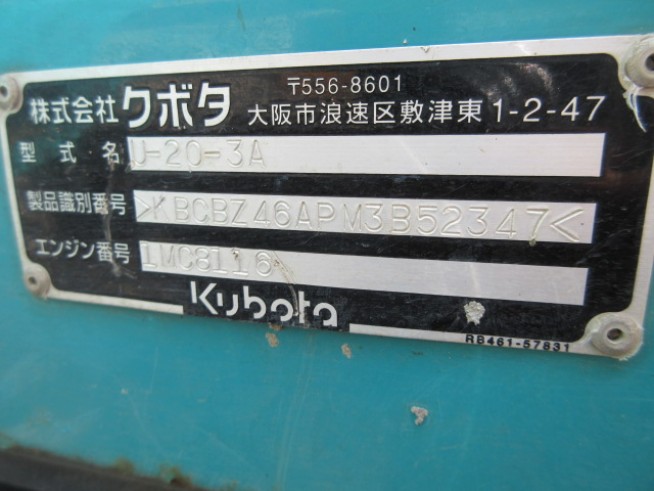 株式会社クボタ 〒556-8601
大阪市浪速区敷津東1-2-47
型式名 U-20-3A
製品識別番号 >KBCBZ46APM3B52347<
エンジン番号 1MC8116
Kubota
RB461-57831